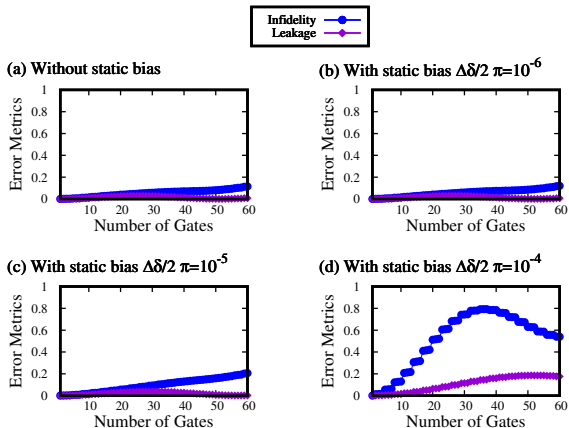 Infidelity
Leakage
(a) Without static bias
1
0.8
0.6
0.4
0.2
0
Error Metrics
10 20 30 40 50 60
Number of Gates
(b) With static bias Δδ/2 π=10^-6
1
0.8
0.6
0.4
0.2
0
Error Metrics
10 20 30 40 50 60
Number of Gates
(c) With static bias Δδ/2 π=10^-5
1
0.8
0.6
0.4
0.2
0
Error Metrics
10 20 30 40 50 60
Number of Gates
(d) With static bias Δδ/2 π=10^-4
1
0.8
0.6
0.4
0.2
0
Error Metrics
10 20 30 40 50 60
Number of Gates